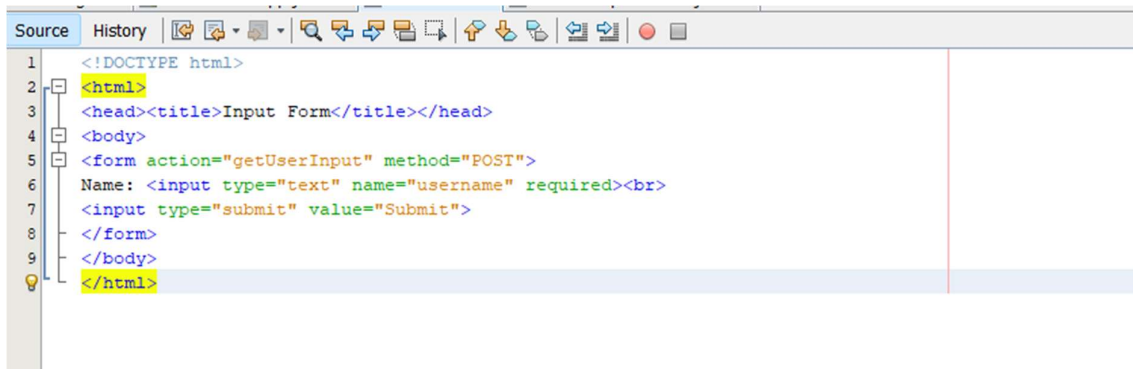 Source History
1 <!DOCTYPE html>
2 <html>
3 <head><title>Input Form</title></head>
4 <body>
5 <form action="getUserInput" method="POST">
6 Name: <input type="text" name="username" required><br>
7 <input type="submit" value="Submit">
8 </form>
9 </body>
</html>